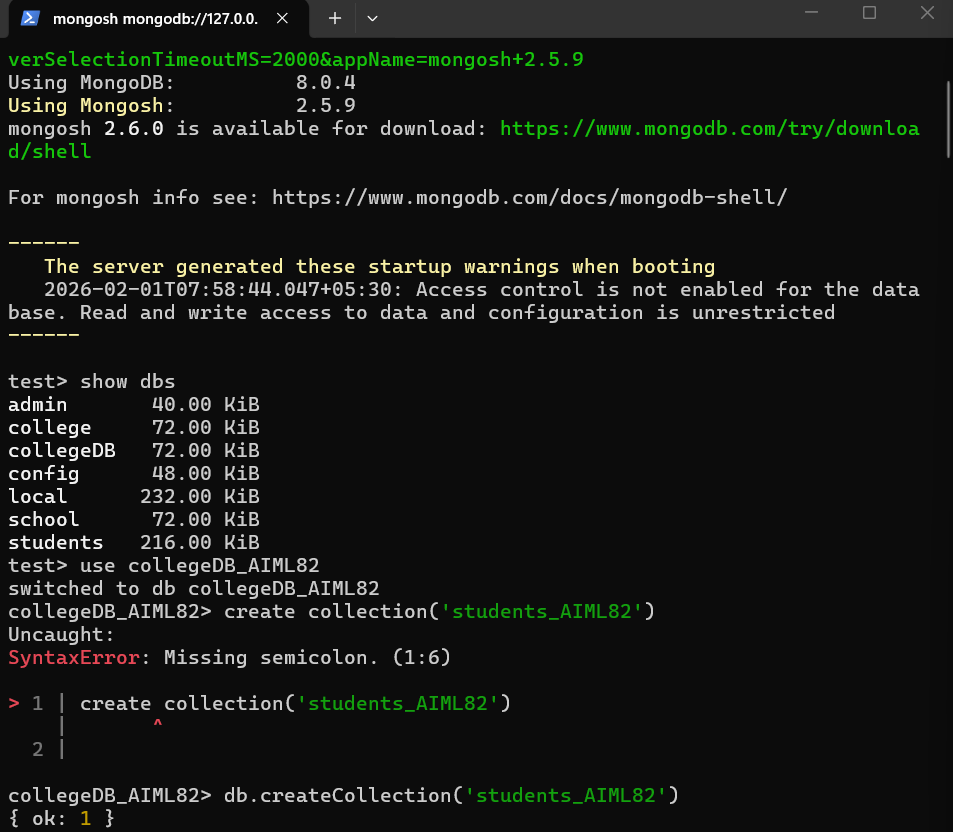 mongosh mongodb://127.0.0.
verSelectionTimeoutMS=2000&appName=mongosh+2.5.9
Using MongoDB:          8.0.4
Using Mongosh:          2.5.9
mongosh 2.6.0 is available for download: https://www.mongodb.com/try/downloa
d/shell
For mongosh info see: https://www.mongodb.com/docs/mongodb-shell/
------
   The server generated these startup warnings when booting
   2026-02-01T07:58:44.047+05:30: Access control is not enabled for the data
base. Read and write access to data and configuration is unrestricted
------
test> show dbs
admin       40.00 KiB
college     72.00 KiB
collegeDB   72.00 KiB
config      48.00 KiB
local      232.00 KiB
school      72.00 KiB
students   216.00 KiB
test> use collegeDB_AIML82
switched to db collegeDB_AIML82
collegeDB_AIML82> create collection('students_AIML82')
Uncaught:
SyntaxError: Missing semicolon. (1:6)
> 1 | create collection('students_AIML82')
    |       ^
  2 |
collegeDB_AIML82> db.createCollection('students_AIML82')
{ ok: 1 }